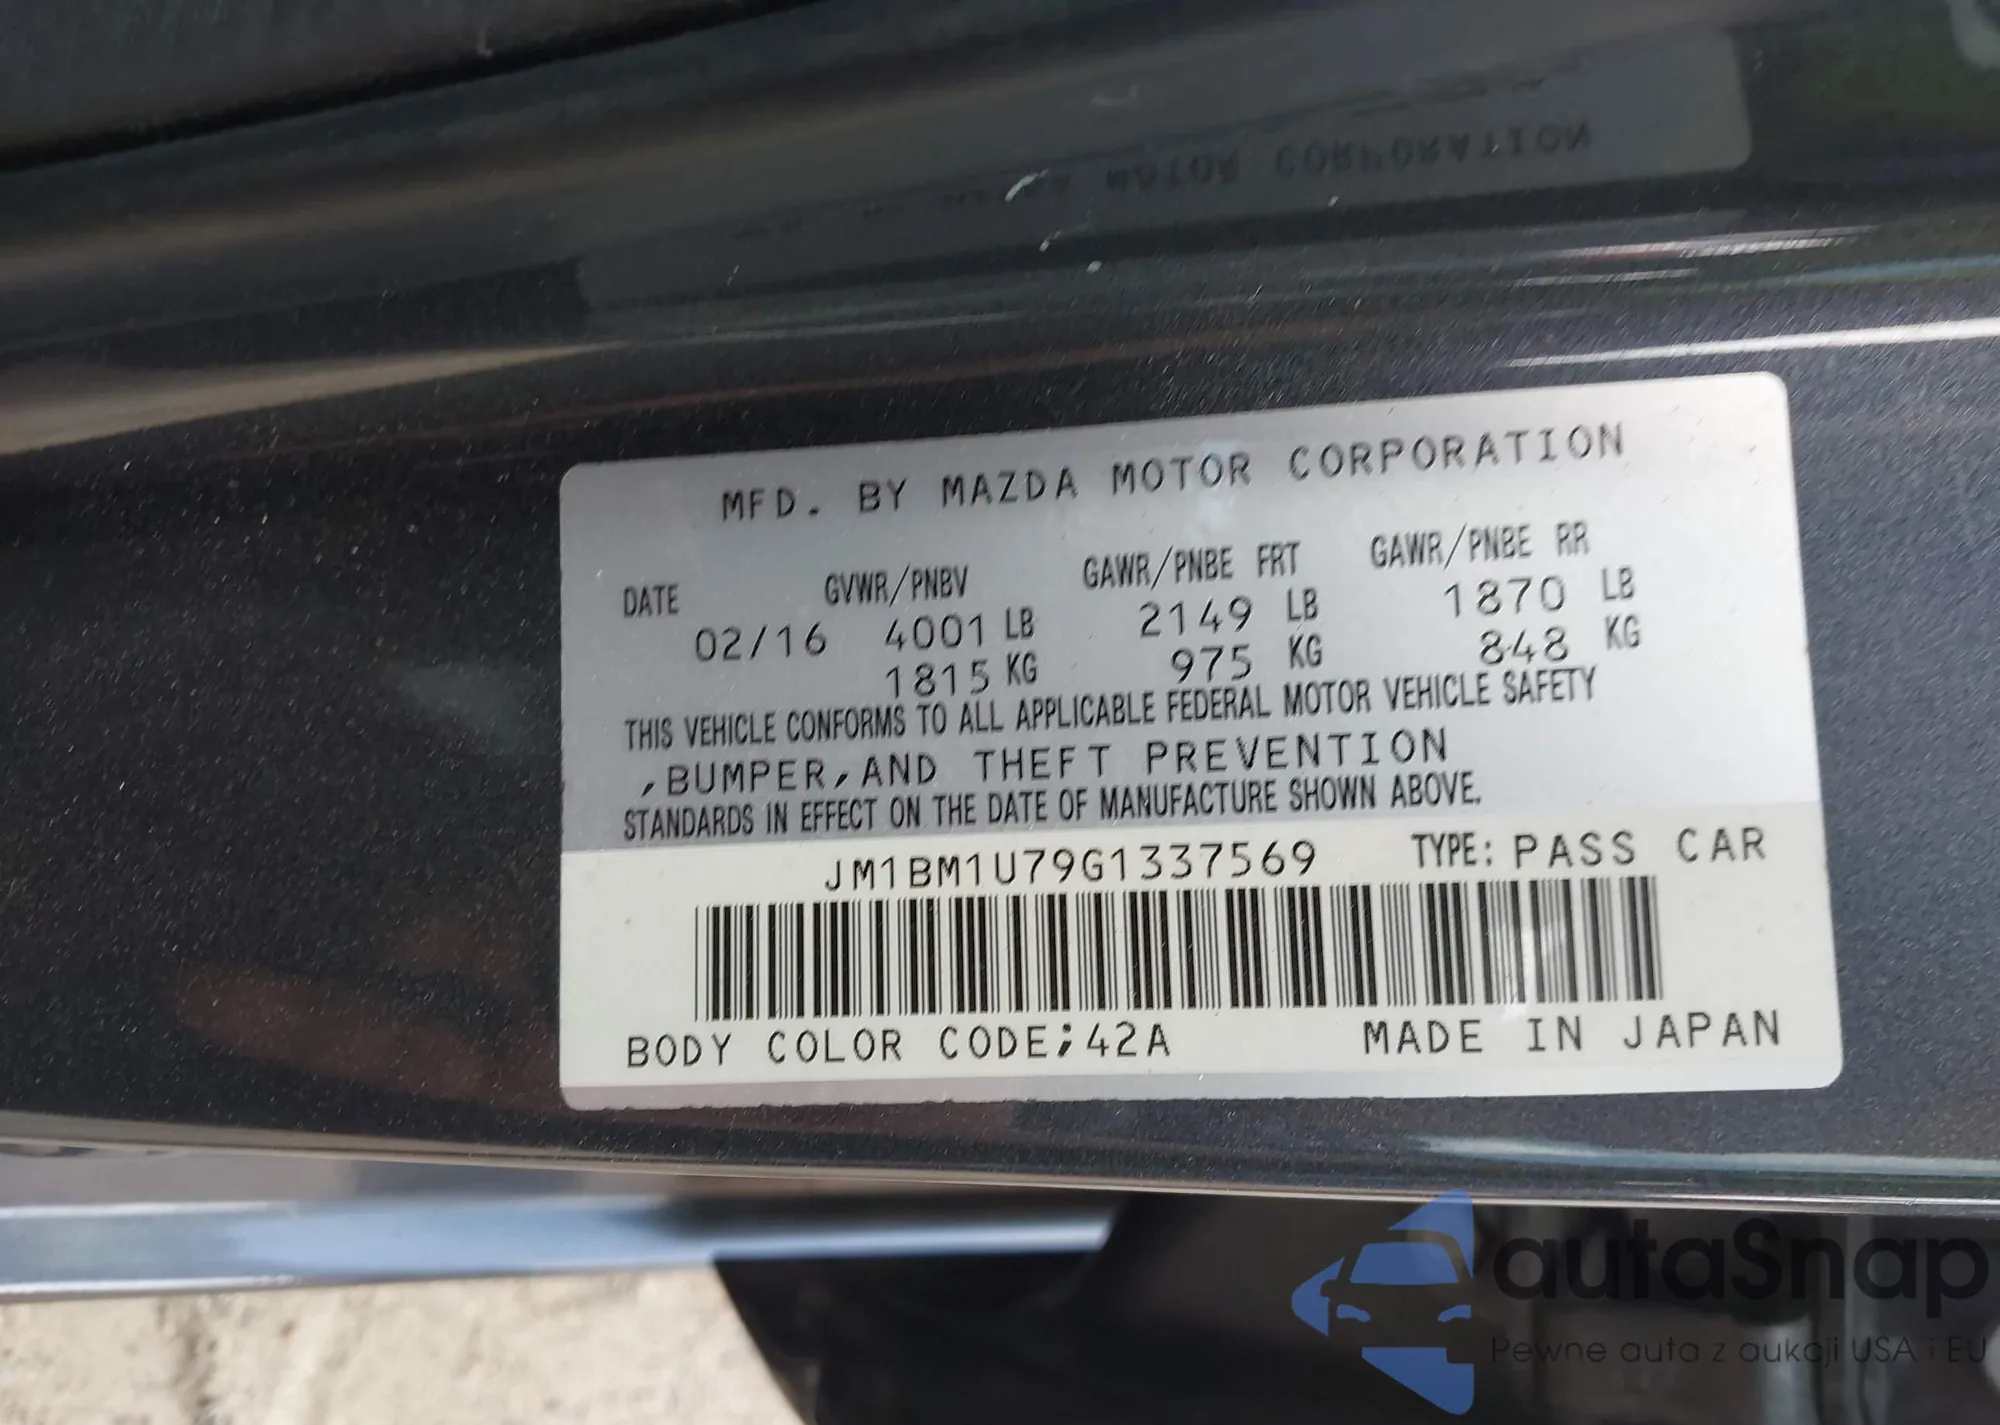 MFD. BY MAZDA MOTOR CORPORATION
DATE GVWR/PNBV GAWR/PNBE FRT GAWR/PNBE RR
02/16 4001 LB 2149 LB 1870 LB
1815 KG 975 KG 848 KG
THIS VEHICLE CONFORMS TO ALL APPLICABLE FEDERAL MOTOR VEHICLE SAFETY
,BUMPER,AND THEFT PREVENTION
STANDARDS IN EFFECT ON THE DATE OF MANUFACTURE SHOWN ABOVE.
JM1BM1U79G1337569 TYPE: PASS CAR
BODY COLOR CODE;42A MADE IN JAPAN
autaSnap
Pewne auta z aukcji USA i EU